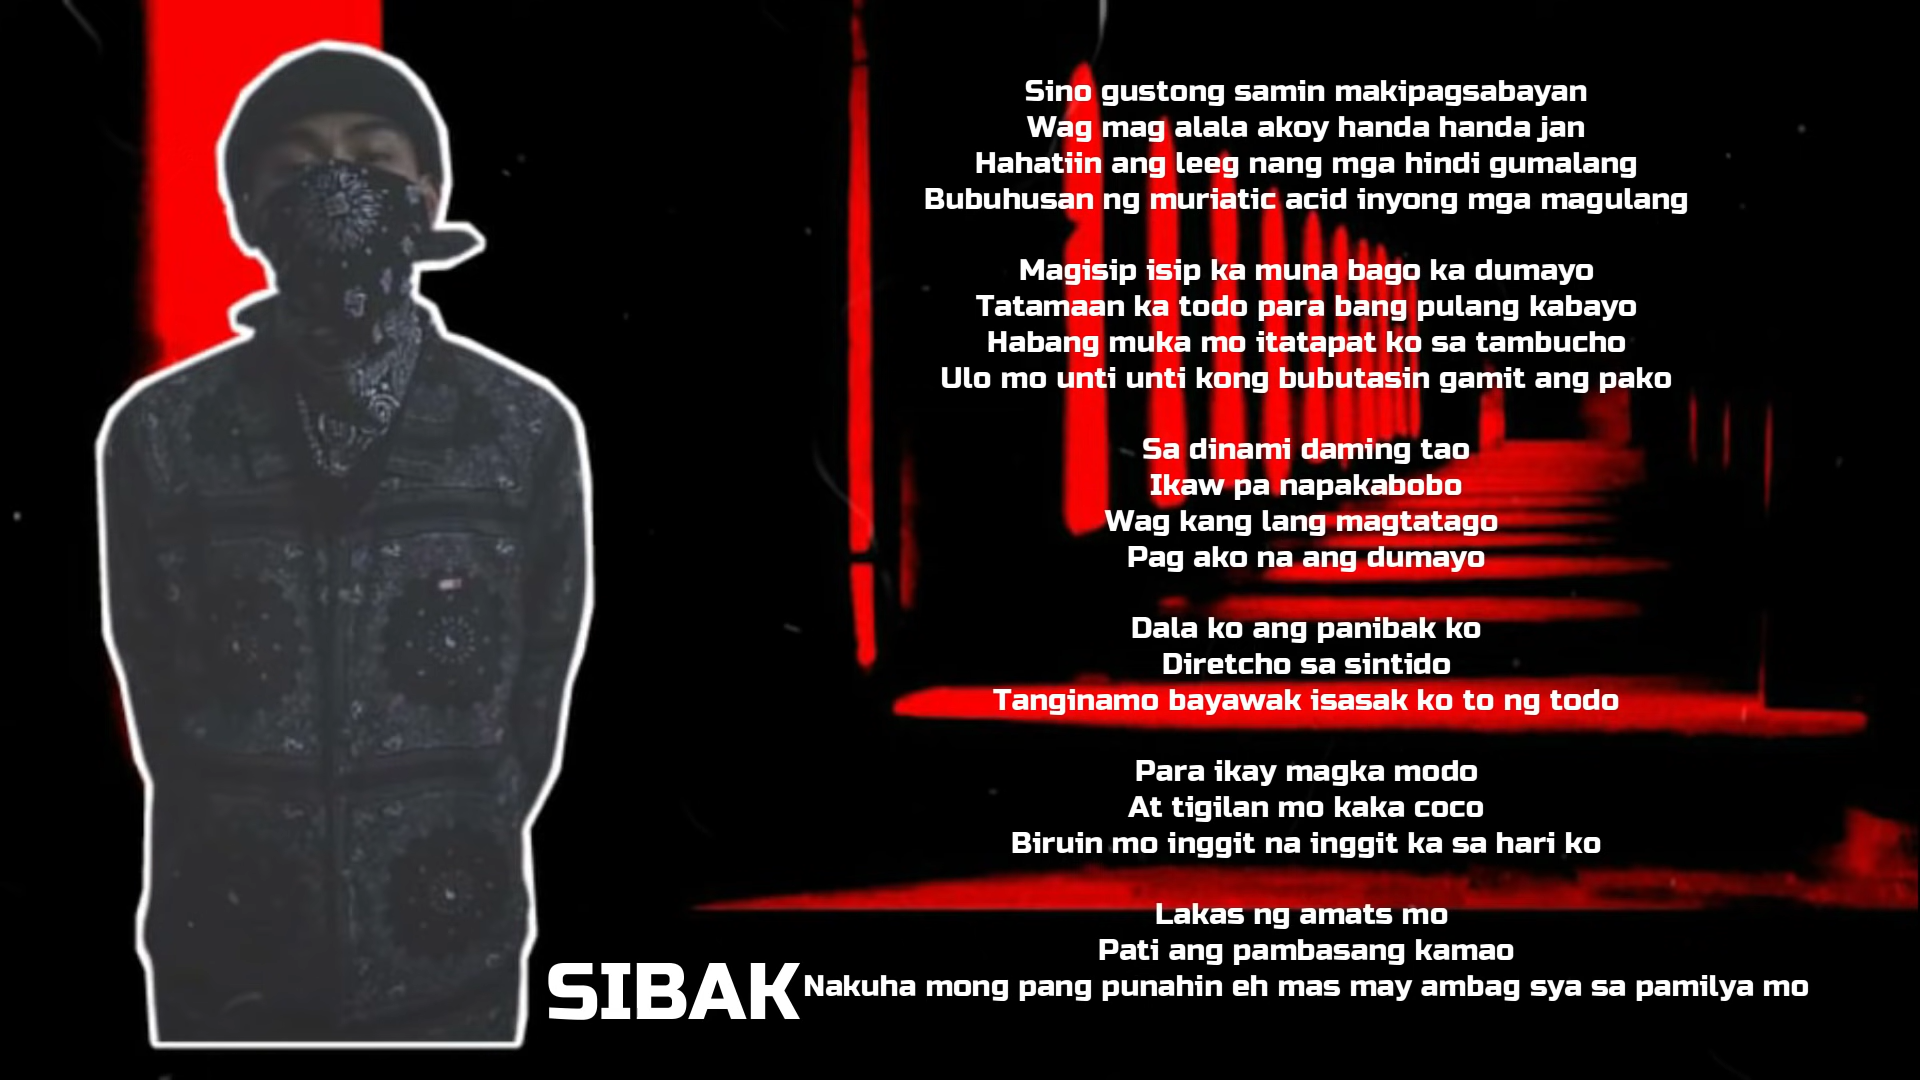 Sino gustong samin makipagsabayan
Wag mag alala akoy handa handa jan
Hahatiin ang leeg nang mga hindi gumalang
Bubuhusan ng muriatic acid inyong mga magulang
Magisip isip ka muna bago ka dumayo
Tatamaan ka todo para bang pulang kabayo
Habang muka mo itatapat ko sa tambucho
Ulo mo unti unti kong bubutasin gamit ang pako
Sa dinami daming tao
Ikaw pa napakabobo
Wag kang lang magtatago
Pag ako na ang dumayo
Dala ko ang panibak ko
Diretcho sa sintido
Tanginamo bayawak isasak ko to ng todo
Para ikay magka modo
At tigilan mo kaka coco
Biruin mo inggit na inggit ka sa hari ko
Lakas ng amats mo
Pati ang pambasang kamao
Nakuha mong pang punahin eh mas may ambag sya sa pamilya mo
SIBAK